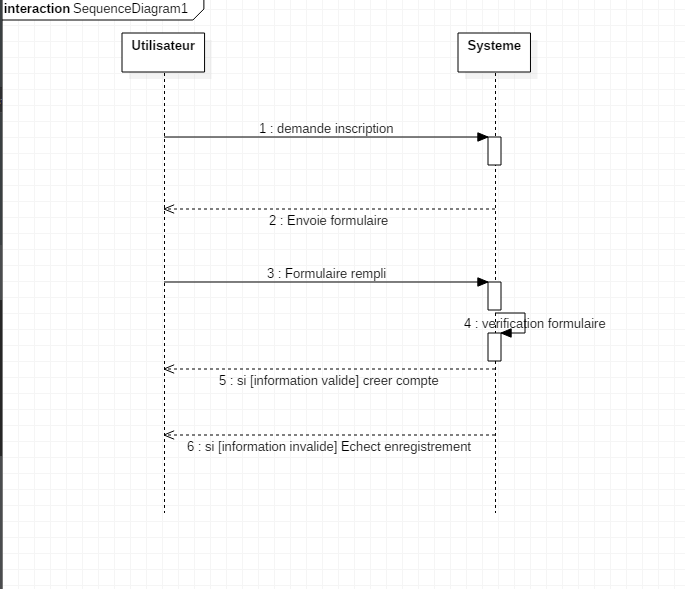 interaction SequenceDiagram1
Utilisateur
Systeme
1 : demande inscription
2 : Envoie formulaire
3 : Formulaire rempli
4 : verification formulaire
5 : si [information valide] creer compte
6 : si [information invalide] Echect enregistrement